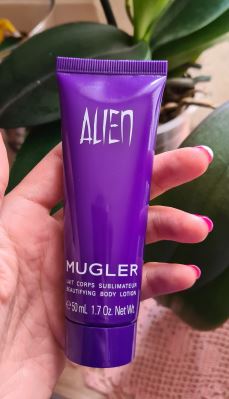 ALIEN
MUGLER
LAIT CORPS SUBLIMATEUR
BEAUTIFYING BODY LOTION
e 50 mL 1.7 Oz. Net Wt.